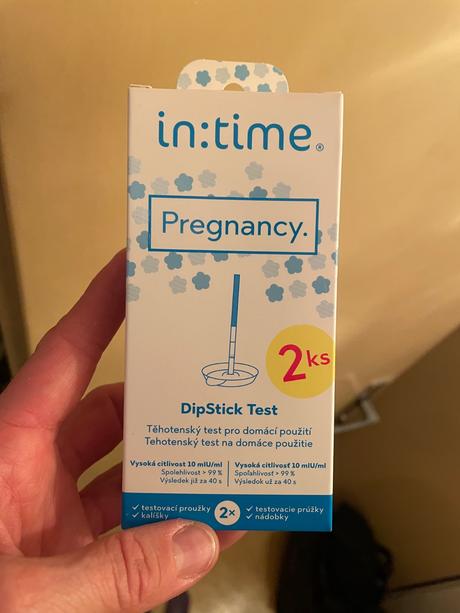 in:time®
Pregnancy.
2ks
DipStick Test
Těhotenský test pro domácí použití
Tehotenský test na domáce použitie
Vysoká citlivost 10 mIU/ml
Spolehlivost > 99 %
Výsledek již za 40 s
Vysoká citlivosť 10 mIU/ml
Spoľahlivosť > 99 %
Výsledok už za 40 s
✓ testovací proužky
✓ kalíšky
2×
✓ testovacie prúžky
✓ nádobky